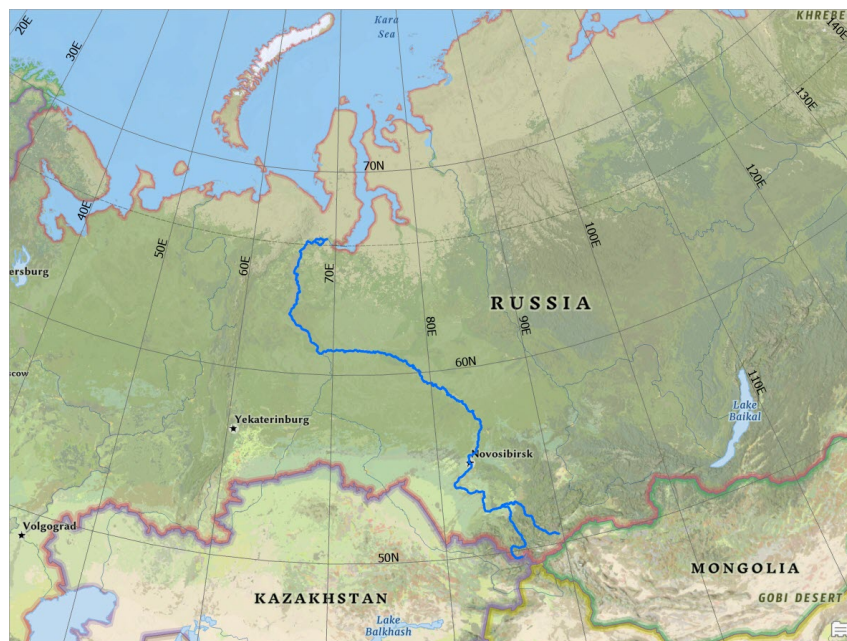 20E
30E
Kara
Sea
KHREBE
140E
130E
70N
120E
40E
50E
60E
70E
100E
ersburg
RUSSIA
80E
90E
60N
scow
110E
Lake
Baikal
Yekaterinburg
Novosibirsk
Volgograd
50N
MONGOLIA
KAZAKHSTAN
GOBI DESERT
Lake
Balkhash